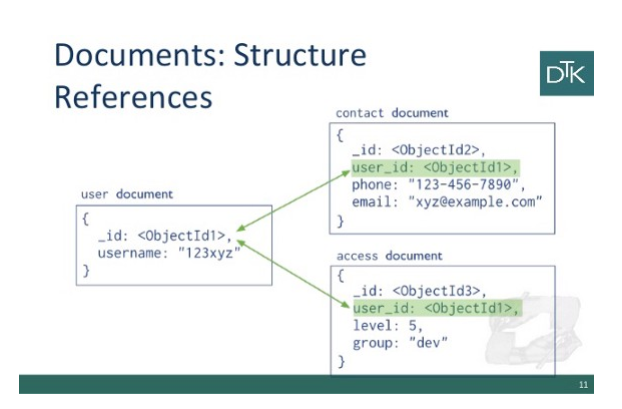 Documents: Structure
References
DTK
contact document
{
_id: <ObjectId2>,
user_id: <ObjectId1>,
phone: "123-456-7890",
email: "xyz@example.com"
}
user document
{
_id: <ObjectId1>,
username: "123xyz"
}
access document
{
_id: <ObjectId3>,
user_id: <ObjectId1>,
level: 5,
group: "dev"
}
11